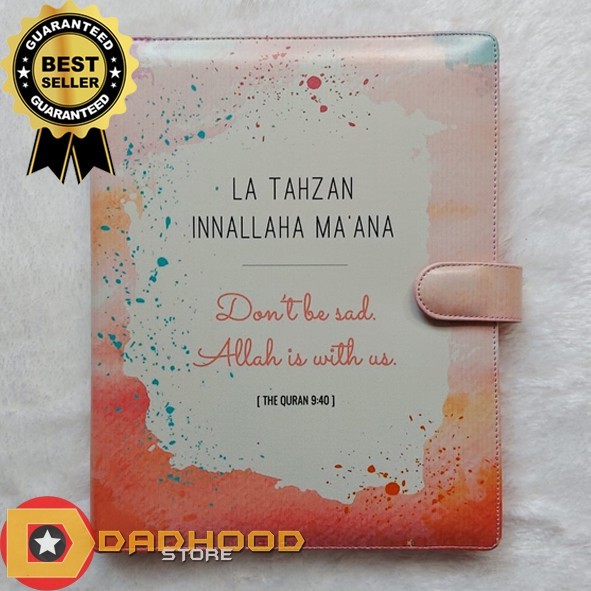 GUARANTEED
BEST
SELLER
GUARANTEED
LA TAHZAN
INNALLAHA MA'ANA
Don't be sad.
Allah is with us.
[ THE QURAN 9:40 ]
D DADHOOD
STORE